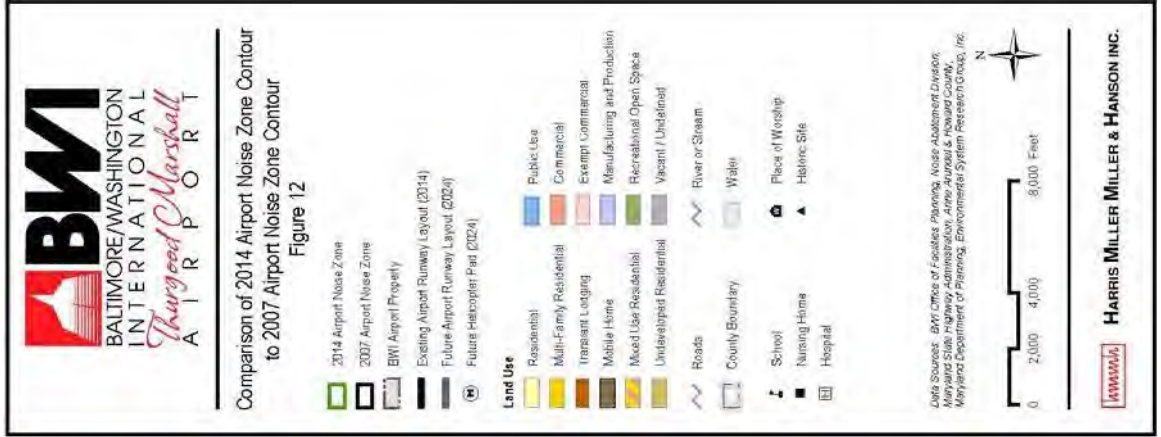 BWI
BALTIMORE/WASHINGTON
INTERNATIONAL
Thurgood Marshall
AIRPORT
Comparison of 2014 Airport Noise Zone Contour
to 2007 Airport Noise Zone Contour
Figure 12
2014 Airport Noise Zone
2007 Airport Noise Zone
BWI Airport Property
Existing Airport Runway Layout (2014)
Future Airport Runway Layout (2024)
H Future Helicopter Pad (2024)
Land Use
Residential
Multi-Family Residential
Transient Lodging
Mobile Home
Mixed Use Residential
Undeveloped Residential
Public Use
Commercial
Exempt Commercial
Manufacturing and Production
Recreational Open Space
Vacant / Undefined
Roads
County Boundary
River or Stream
Water
School
Nursing Home
H Hospital
Place of Worship
Historic Site
Data Sources: BWI Office of Facilities Planning, Noise Abatement Division;
Maryland State Highway Administration, Anne Arundel & Howard County,
Maryland Department of Planning, Environmental System Research Group, Inc.
N
0 2,000 4,000 8,000 Feet
HARRIS MILLER MILLER & HANSON INC.